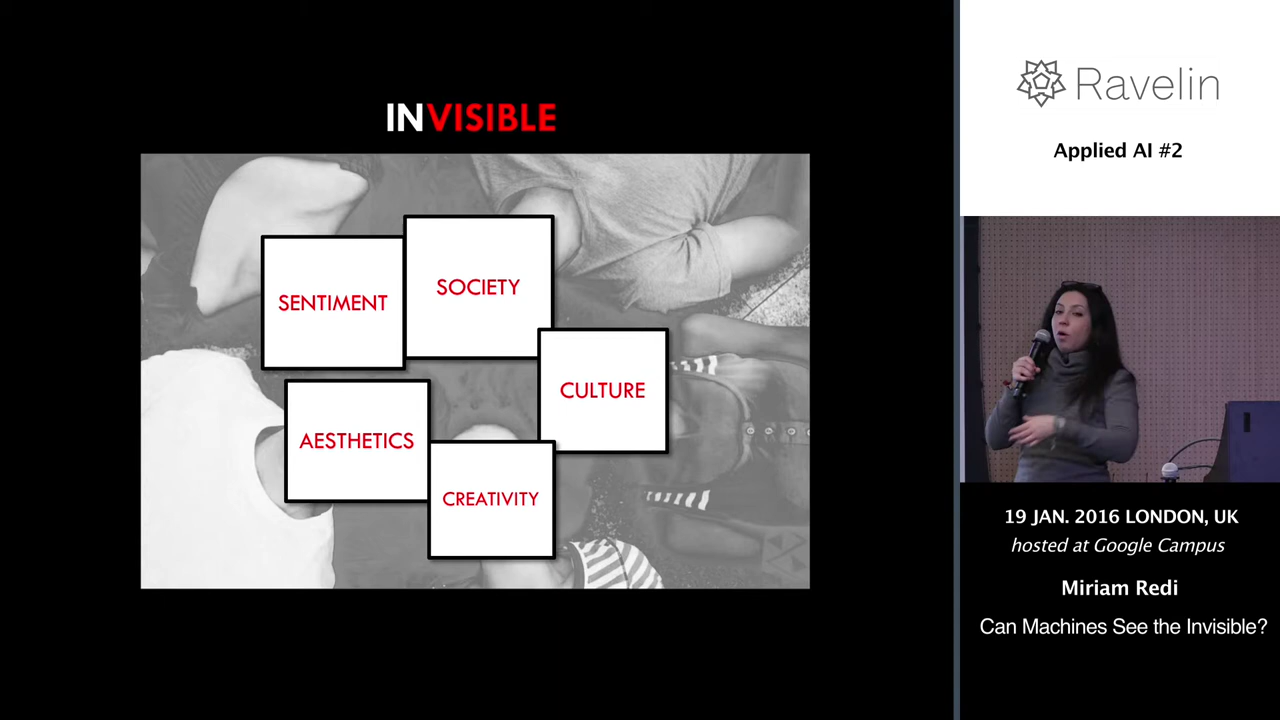 INVISIBLE
SENTIMENT
SOCIETY
CULTURE
AESTHETICS
CREATIVITY
Ravelin
Applied AI #2
19 JAN. 2016 LONDON, UK
hosted at Google Campus
Miriam Redi
Can Machines See the Invisible?